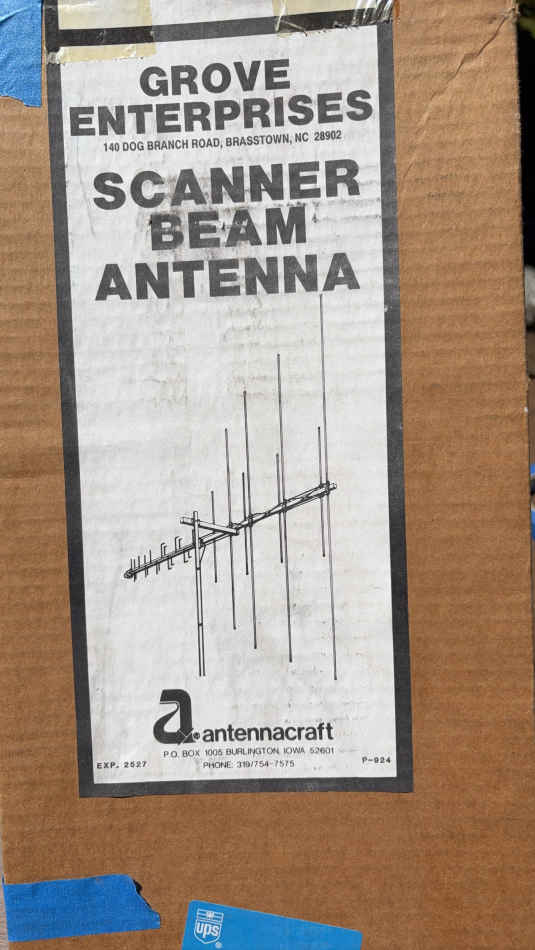 GROVE
ENTERPRISES
140 DOG BRANCH ROAD, BRASSTOWN, NC 28902
SCANNER
BEAM
ANTENNA
a® antennacraft
P.O. BOX 1005 BURLINGTON, IOWA 52601
EXP. 2527 PHONE: 319/754-7575 P-924
ups